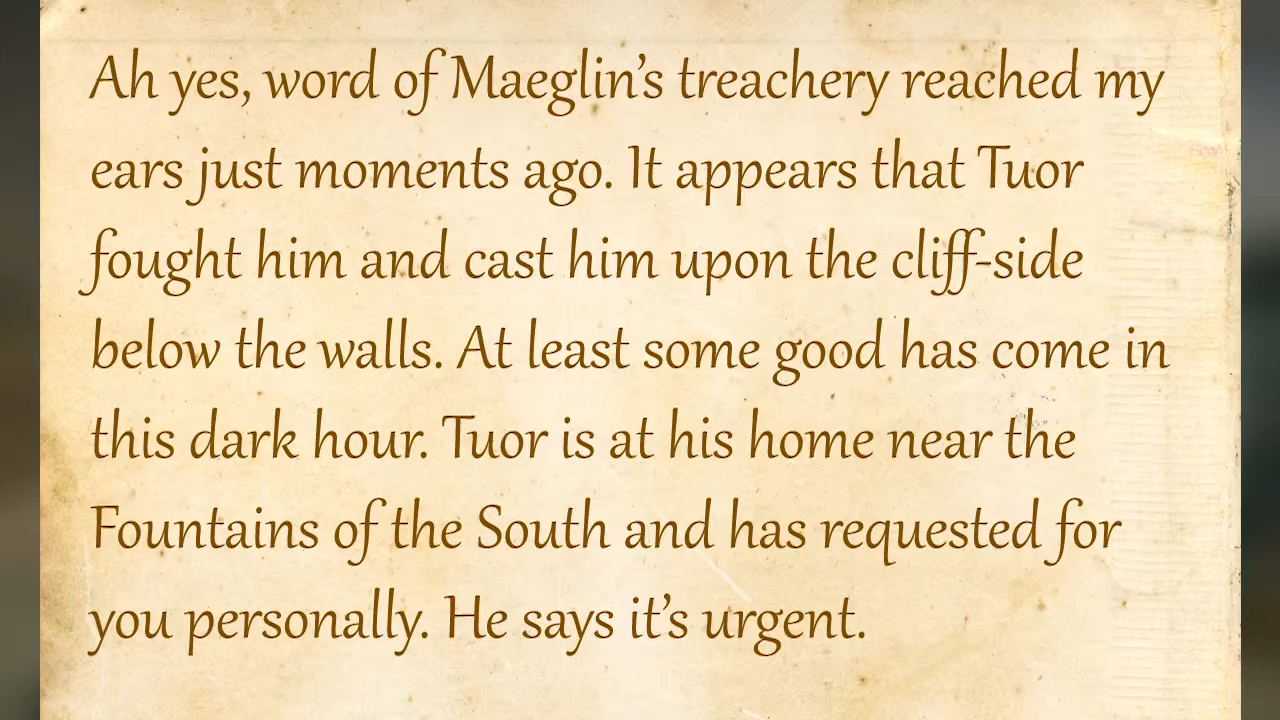 Ah yes, word of Maeglin’s treachery reached my
ears just moments ago. It appears that Tuor
fought him and cast him upon the cliff-side
below the walls. At least some good has come in
this dark hour. Tuor is at his home near the
Fountains of the South and has requested for
you personally. He says it’s urgent.